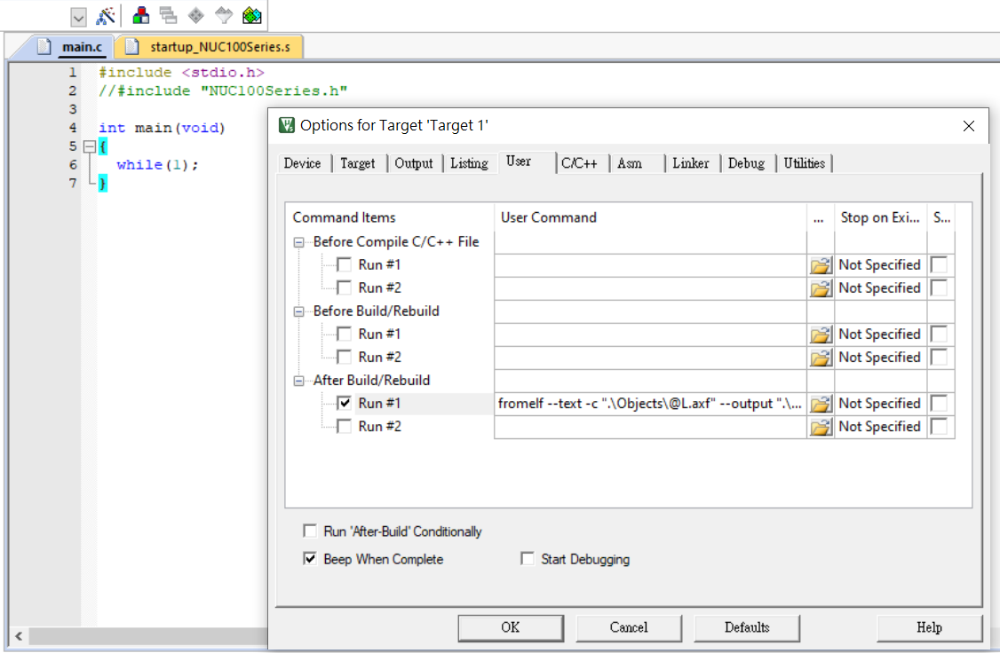 main.c
startup_NUC100Series.s
1 #include <stdio.h>
2 //#include "NUC100Series.h"
3
4 int main(void)
5 {
6 while(1);
7 }
Options for Target 'Target 1'
Device Target Output Listing User C/C++ Asm Linker Debug Utilities
Command Items User Command ... Stop on Exi... S...
Before Compile C/C++ File
Run #1 Not Specified
Run #2 Not Specified
Before Build/Rebuild
Run #1 Not Specified
Run #2 Not Specified
After Build/Rebuild
Run #1 fromelf --text -c ".\Objects\@L.axf" --output ".\... Not Specified
Run #2 Not Specified
Run 'After-Build' Conditionally
Beep When Complete Start Debugging
OK Cancel Defaults Help